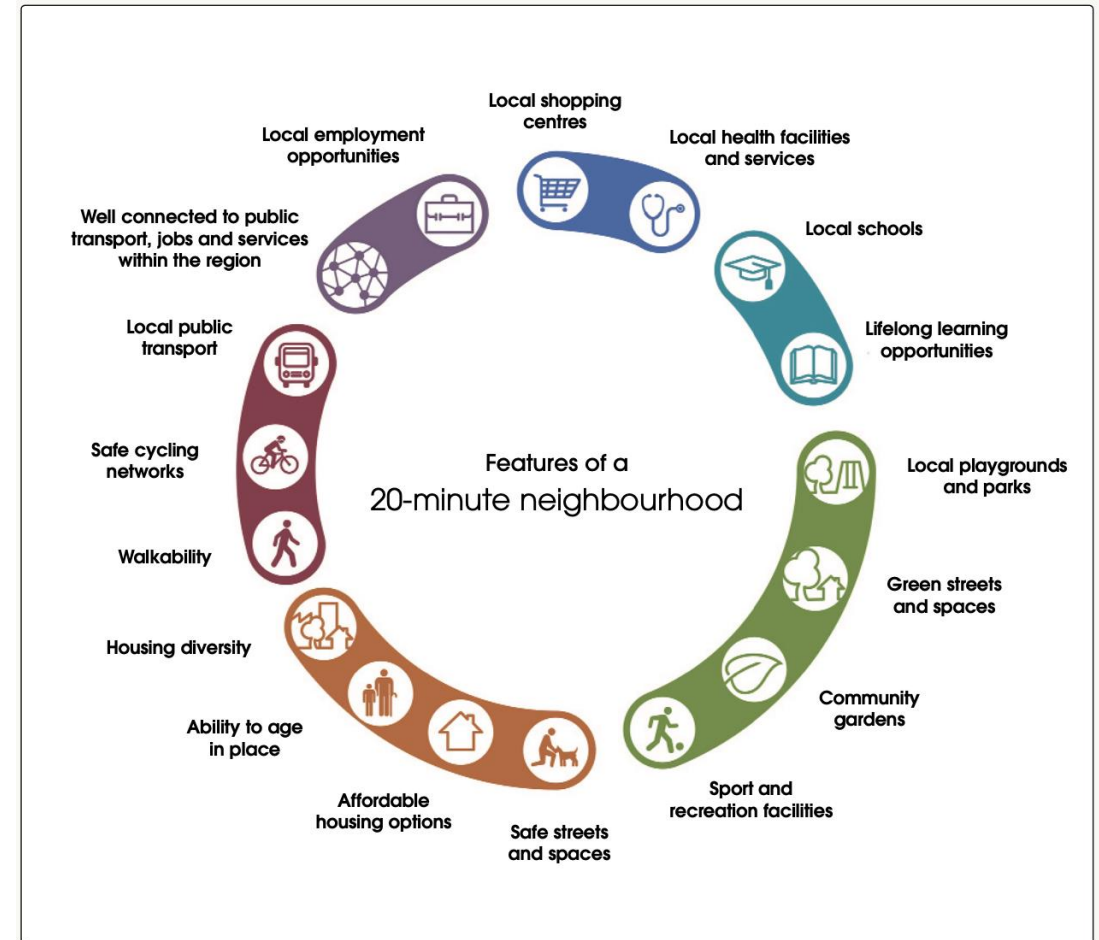 Local shopping
centres
Local health facilities
and services
Local schools
Lifelong learning
opportunities
Local playgrounds
and parks
Green streets
and spaces
Community
gardens
Sport and
recreation facilities
Safe streets
and spaces
Affordable
housing options
Ability to age
in place
Housing diversity
Walkability
Safe cycling
networks
Local public
transport
Well connected to public
transport, jobs and services
within the region
Local employment
opportunities
Features of a
20-minute neighbourhood